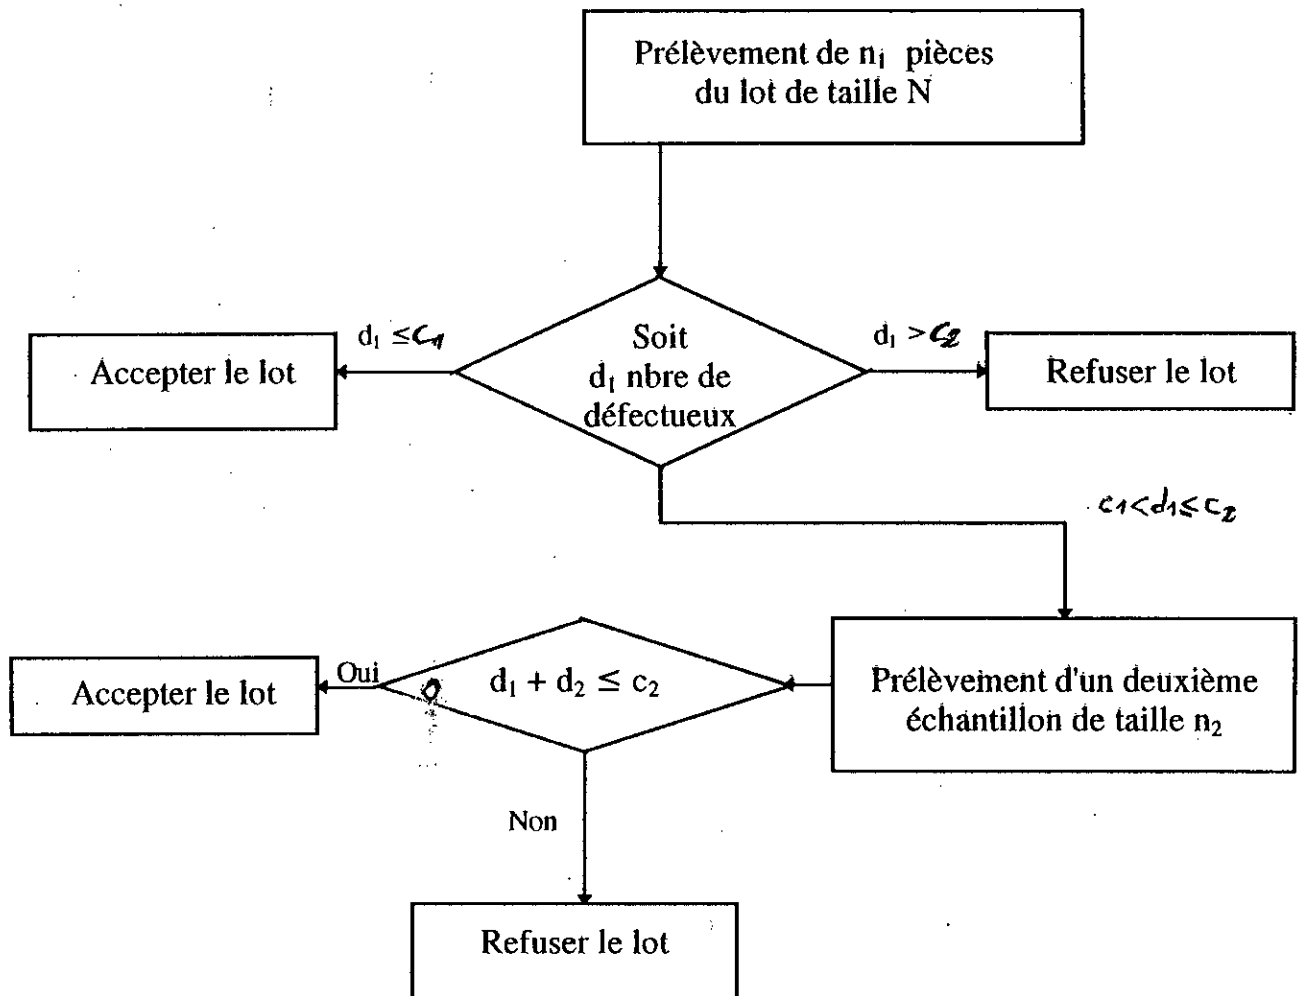 Prélèvement de n₁ pièces
du lot de taille N
d₁ ≤ c₁
Soit
d₁ nbre de
défectueux
d₁ > c₂
Accepter le lot
Refuser le lot
c₁<d₁≤c₂
Oui
Accepter le lot
d₁ + d₂ ≤ c₂
Prélèvement d'un deuxième
échantillon de taille n₂
Non
Refuser le lot